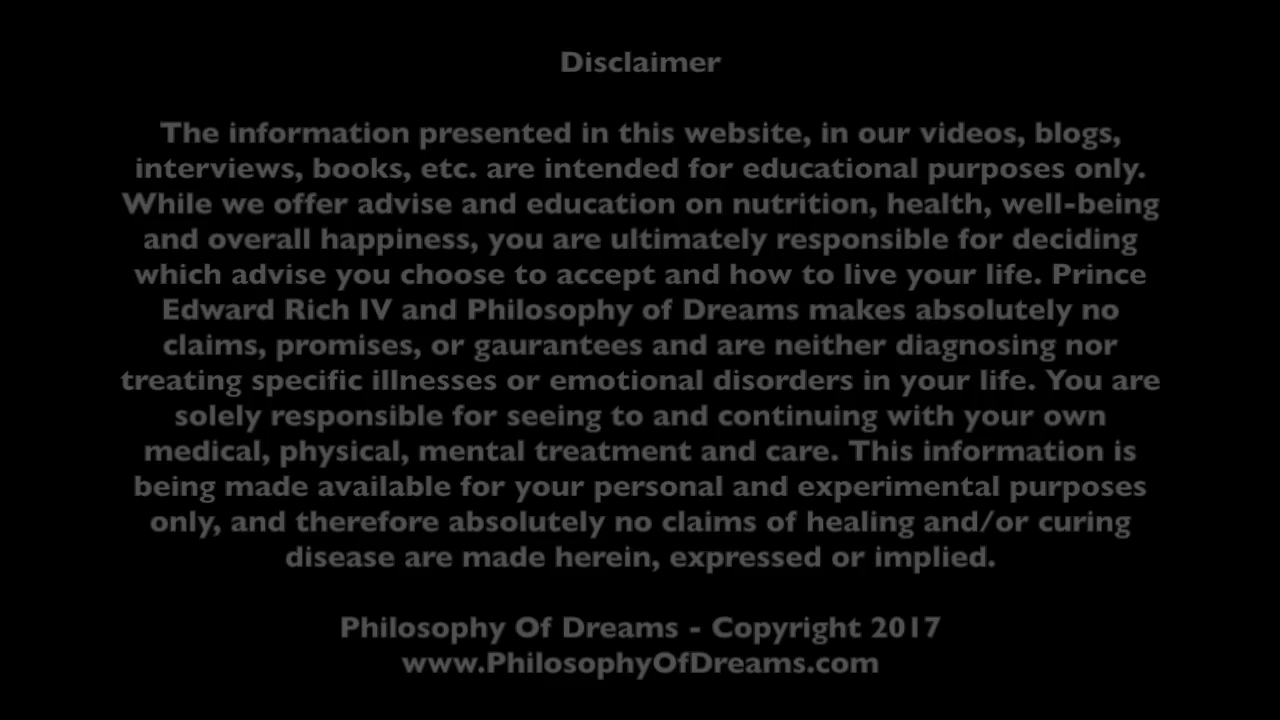 Disclaimer
The information presented in this website, in our videos, blogs,
interviews, books, etc. are intended for educational purposes only.
While we offer advise and education on nutrition, health, well-being
and overall happiness, you are ultimately responsible for deciding
which advise you choose to accept and how to live your life. Prince
Edward Rich IV and Philosophy of Dreams makes absolutely no
claims, promises, or gaurantees and are neither diagnosing nor
treating specific illnesses or emotional disorders in your life. You are
solely responsible for seeing to and continuing with your own
medical, physical, mental treatment and care. This information is
being made available for your personal and experimental purposes
only, and therefore absolutely no claims of healing and/or curing
disease are made herein, expressed or implied.
Philosophy Of Dreams - Copyright 2017
www.PhilosophyOfDreams.com